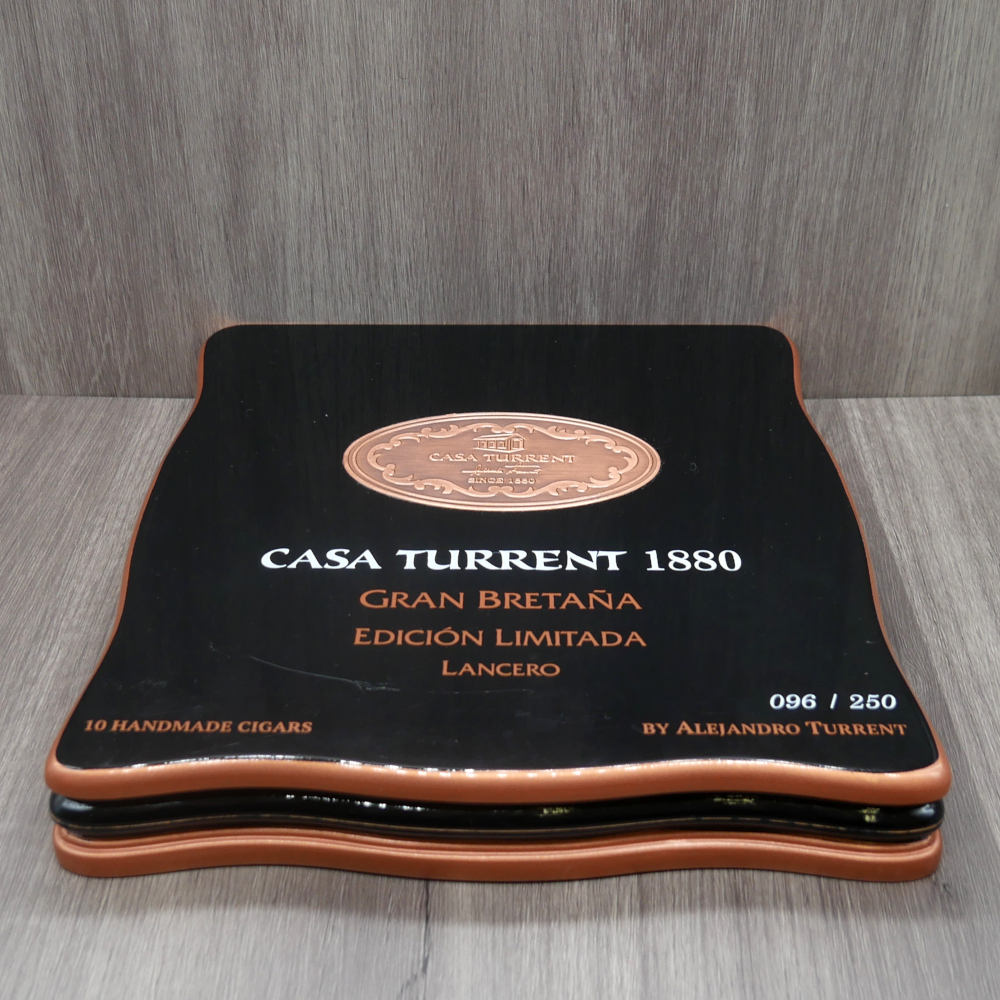 CASA TURRENT
SINCE 1880
CASA TURRENT 1880
GRAN BRETAÑA
EDICIÓN LIMITADA
LANCERO
096 / 250
10 HANDMADE CIGARS
BY ALEJANDRO TURRENT